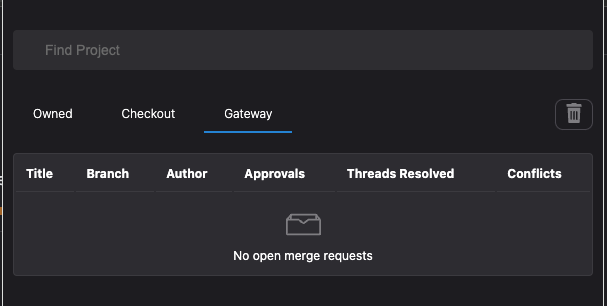 Find Project
Owned Checkout Gateway
Title Branch Author Approvals Threads Resolved Conflicts
No open merge requests